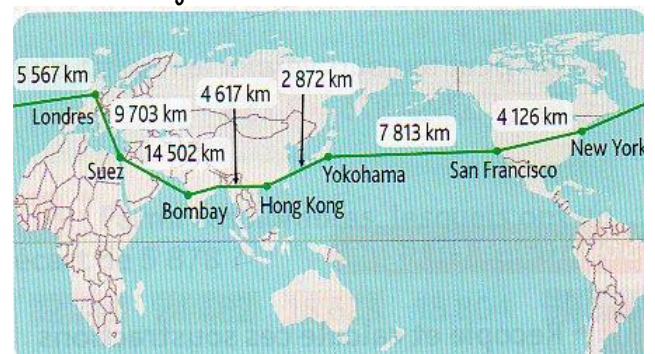 5 567 km
Londres
9 703 km
Suez
14 502 km
Bombay
4 617 km
Hong Kong
2 872 km
Yokohama
7 813 km
San Francisco
4 126 km
New York